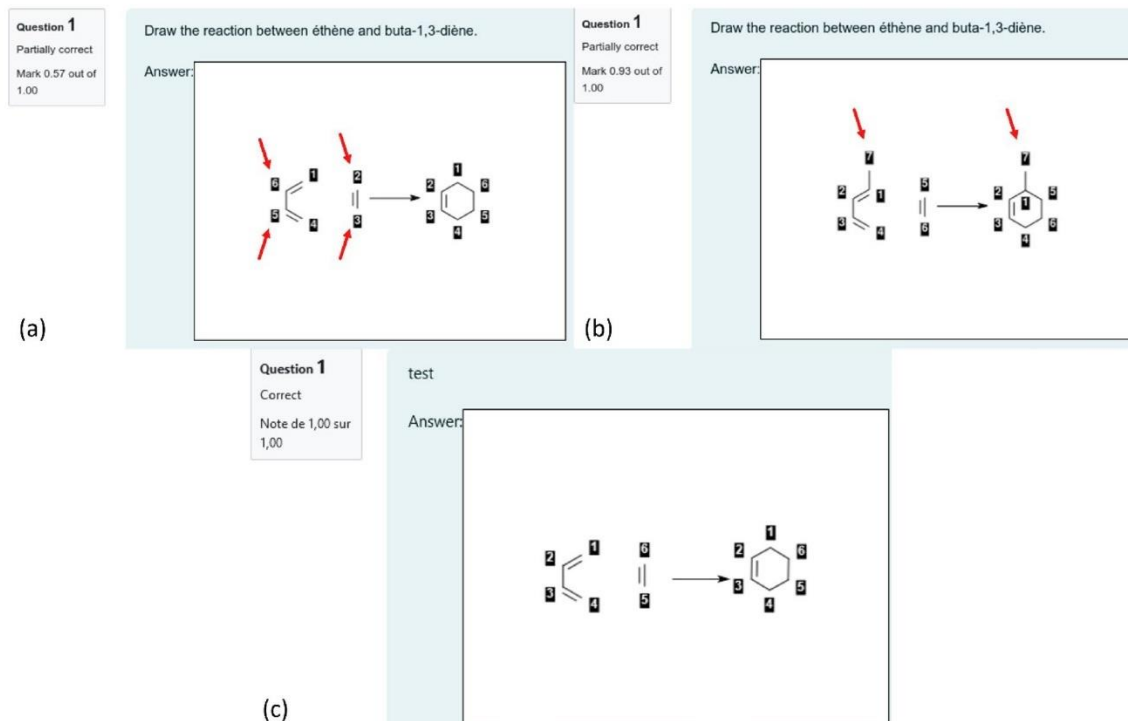 Question 1
Partially correct
Mark 0.57 out of
1.00
Draw the reaction between éthène and buta-1,3-diène.
Answer:
6 1 2 1
2 6
5 4 3 3 5
4
(a)
Question 1
Partially correct
Mark 0.93 out of
1.00
Draw the reaction between éthène and buta-1,3-diène.
Answer:
7 7
2 1 5 2 1 5
3 4 6 3 6
4
(b)
Question 1
Correct
Note de 1,00 sur
1,00
test
Answer:
1
2 1 6 2 6
3 4 5 3 5
4
(c)